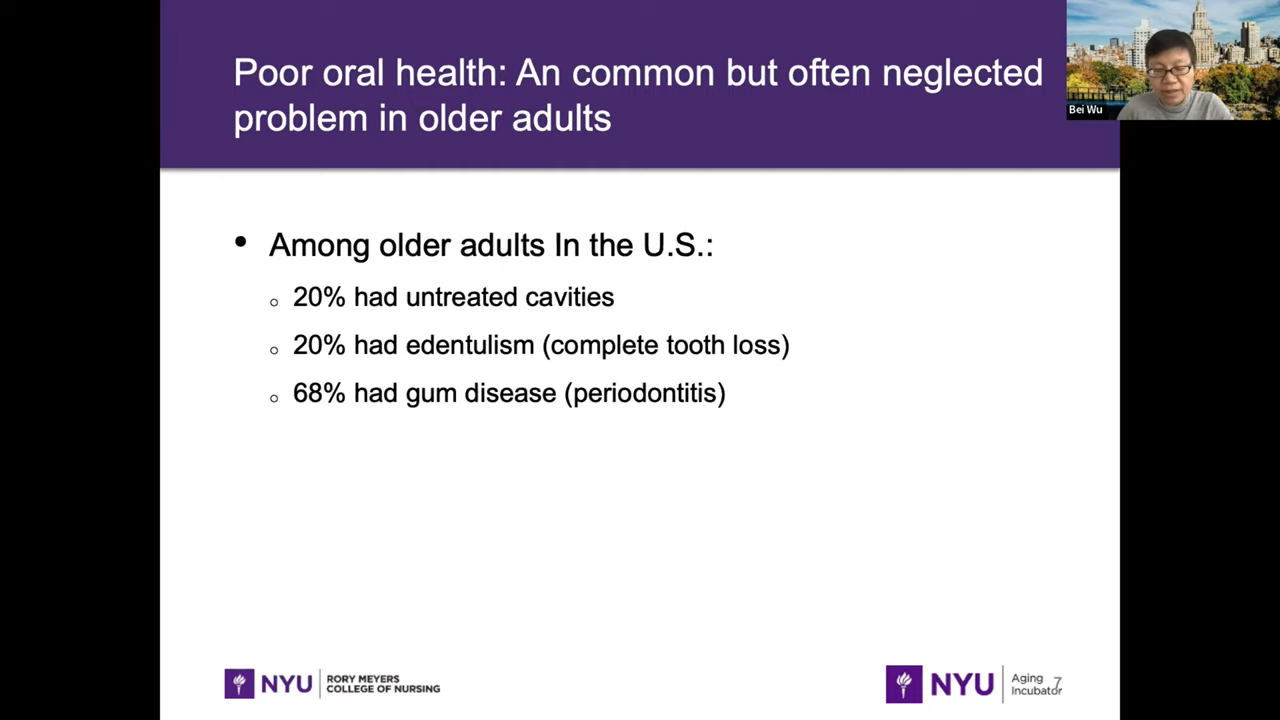 Poor oral health: An common but often neglected
problem in older adults
Bei Wu
• Among older adults In the U.S.:
○ 20% had untreated cavities
○ 20% had edentulism (complete tooth loss)
○ 68% had gum disease (periodontitis)
NYU
RORY MEYERS
COLLEGE OF NURSING
NYU
Aging
Incubator
7